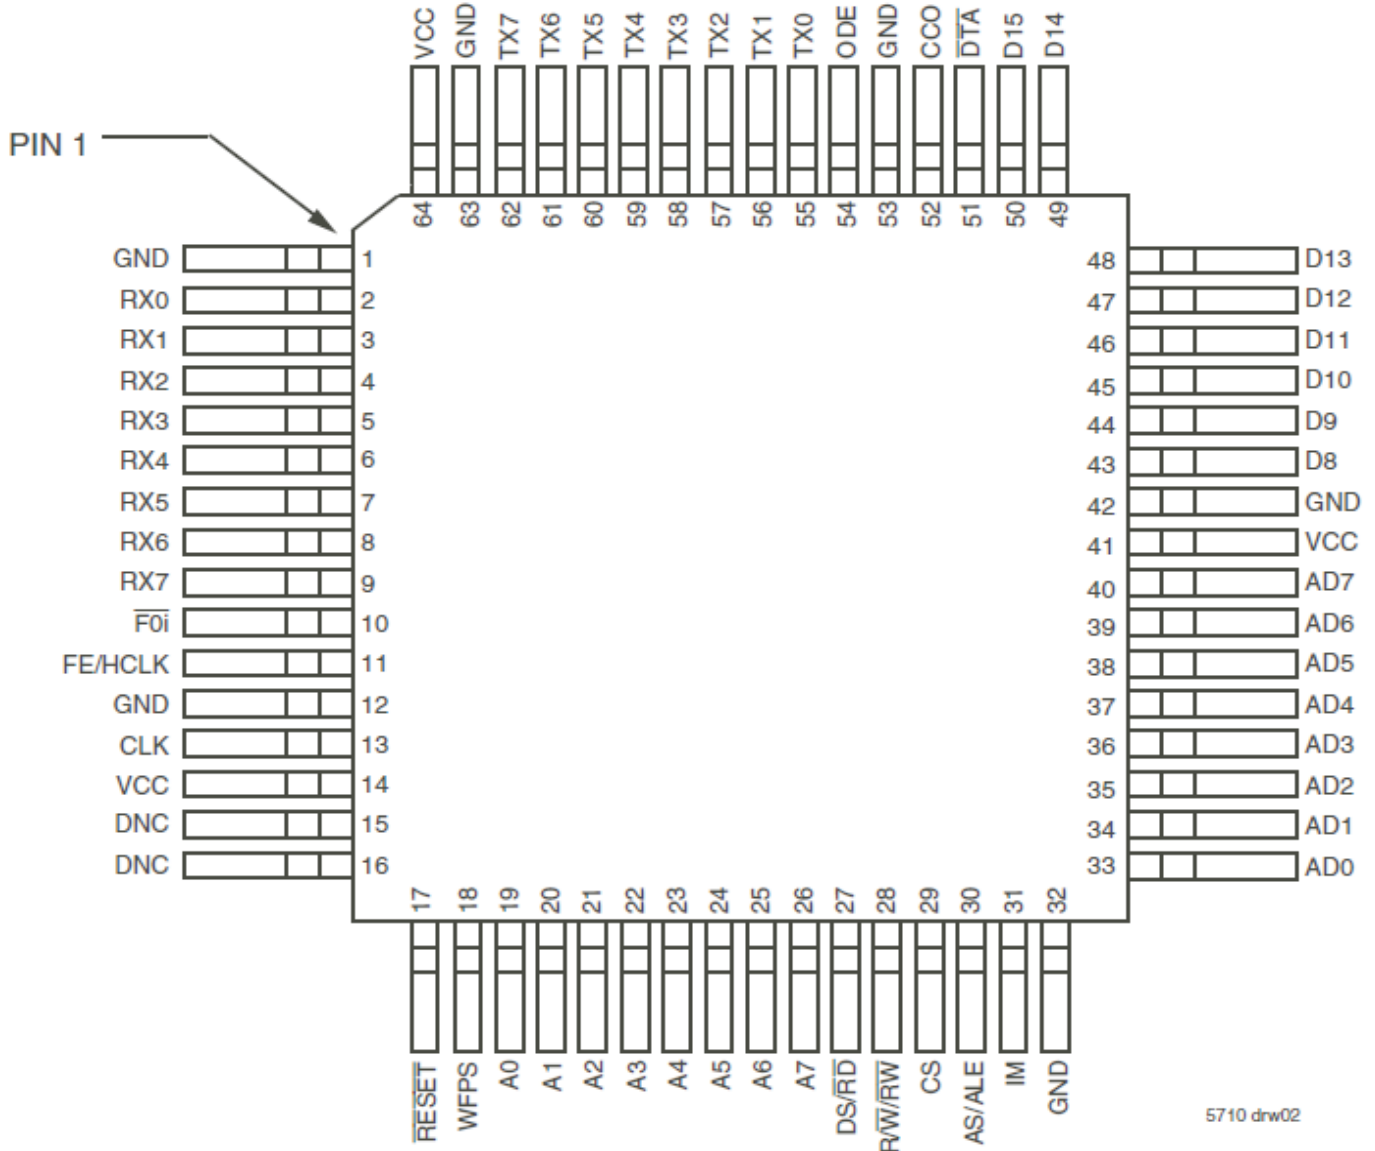 VCC GND TX7 TX6 TX5 TX4 TX3 TX2 TX1 TX0 ODE GND CCO D̅T̅A̅ D15 D14
PIN 1
64 63 62 61 60 59 58 57 56 55 54 53 52 51 50 49
GND 1 48 D13
RX0 2 47 D12
RX1 3 46 D11
RX2 4 45 D10
RX3 5 44 D9
RX4 6 43 D8
RX5 7 42 GND
RX6 8 41 VCC
RX7 9 40 AD7
F̅0̅i̅ 10 39 AD6
FE/HCLK 11 38 AD5
GND 12 37 AD4
CLK 13 36 AD3
VCC 14 35 AD2
DNC 15 34 AD1
DNC 16 33 AD0
17 18 19 20 21 22 23 24 25 26 27 28 29 30 31 32
R̅E̅S̅E̅T̅ WFPS A0 A1 A2 A3 A4 A5 A6 A7 DS/R̅D̅ R/W̅/R̅W̅ CS AS/ALE IM GND
5710 drw02